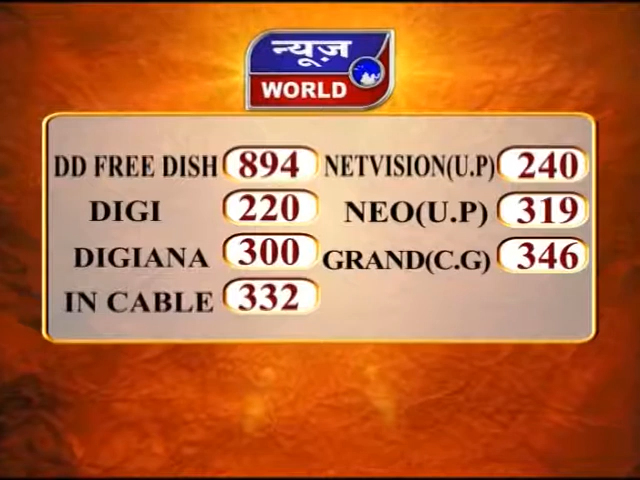 न्यूज़
WORLD
DD FREE DISH 894 NETVISION(U.P) 240
DIGI 220 NEO(U.P) 319
DIGIANA 300 GRAND(C.G) 346
IN CABLE 332